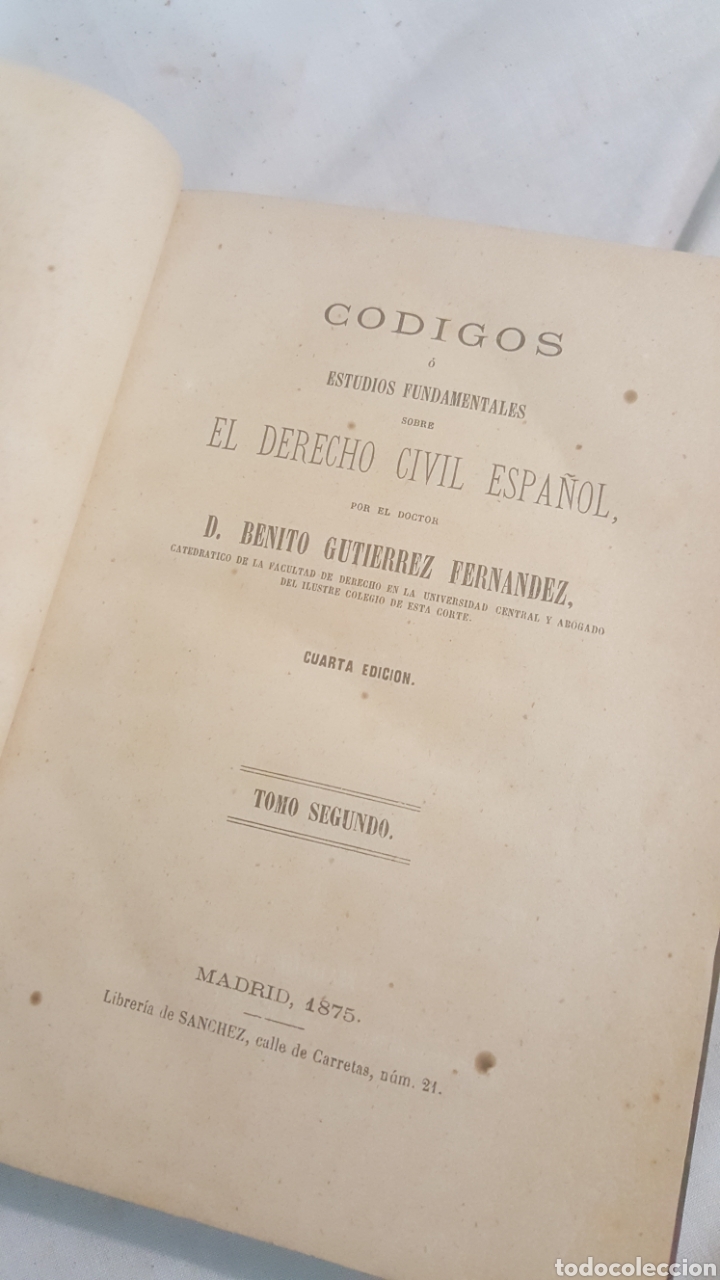 CODIGOS
ó
ESTUDIOS FUNDAMENTALES
SOBRE
EL DERECHO CIVIL ESPAÑOL,
POR EL DOCTOR
D. BENITO GUTIERREZ FERNANDEZ,
CATEDRATICO DE LA FACULTAD DE DERECHO EN LA UNIVERSIDAD CENTRAL Y ABOGADO
DEL ILUSTRE COLEGIO DE ESTA CORTE.
CUARTA EDICION.
TOMO SEGUNDO.
MADRID, 1875.
Librería de SANCHEZ, calle de Carretas, núm. 21.
todocoleccion